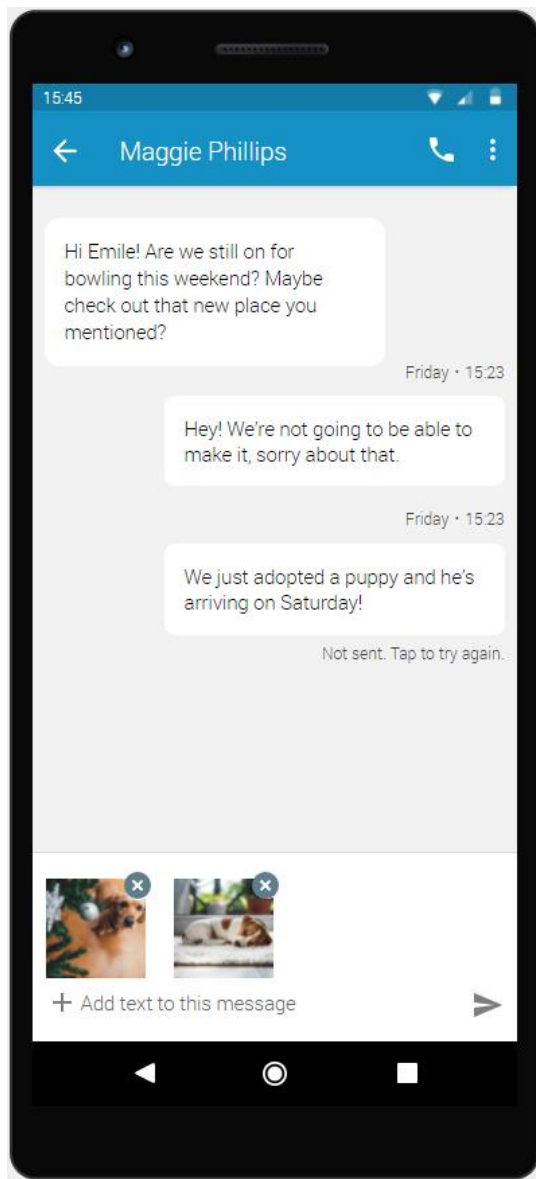 15:45
Maggie Phillips
Hi Emile! Are we still on for
bowling this weekend? Maybe
check out that new place you
mentioned?
Friday • 15:23
Hey! We're not going to be able to
make it, sorry about that.
Friday • 15:23
We just adopted a puppy and he's
arriving on Saturday!
Not sent. Tap to try again.
Add text to this message